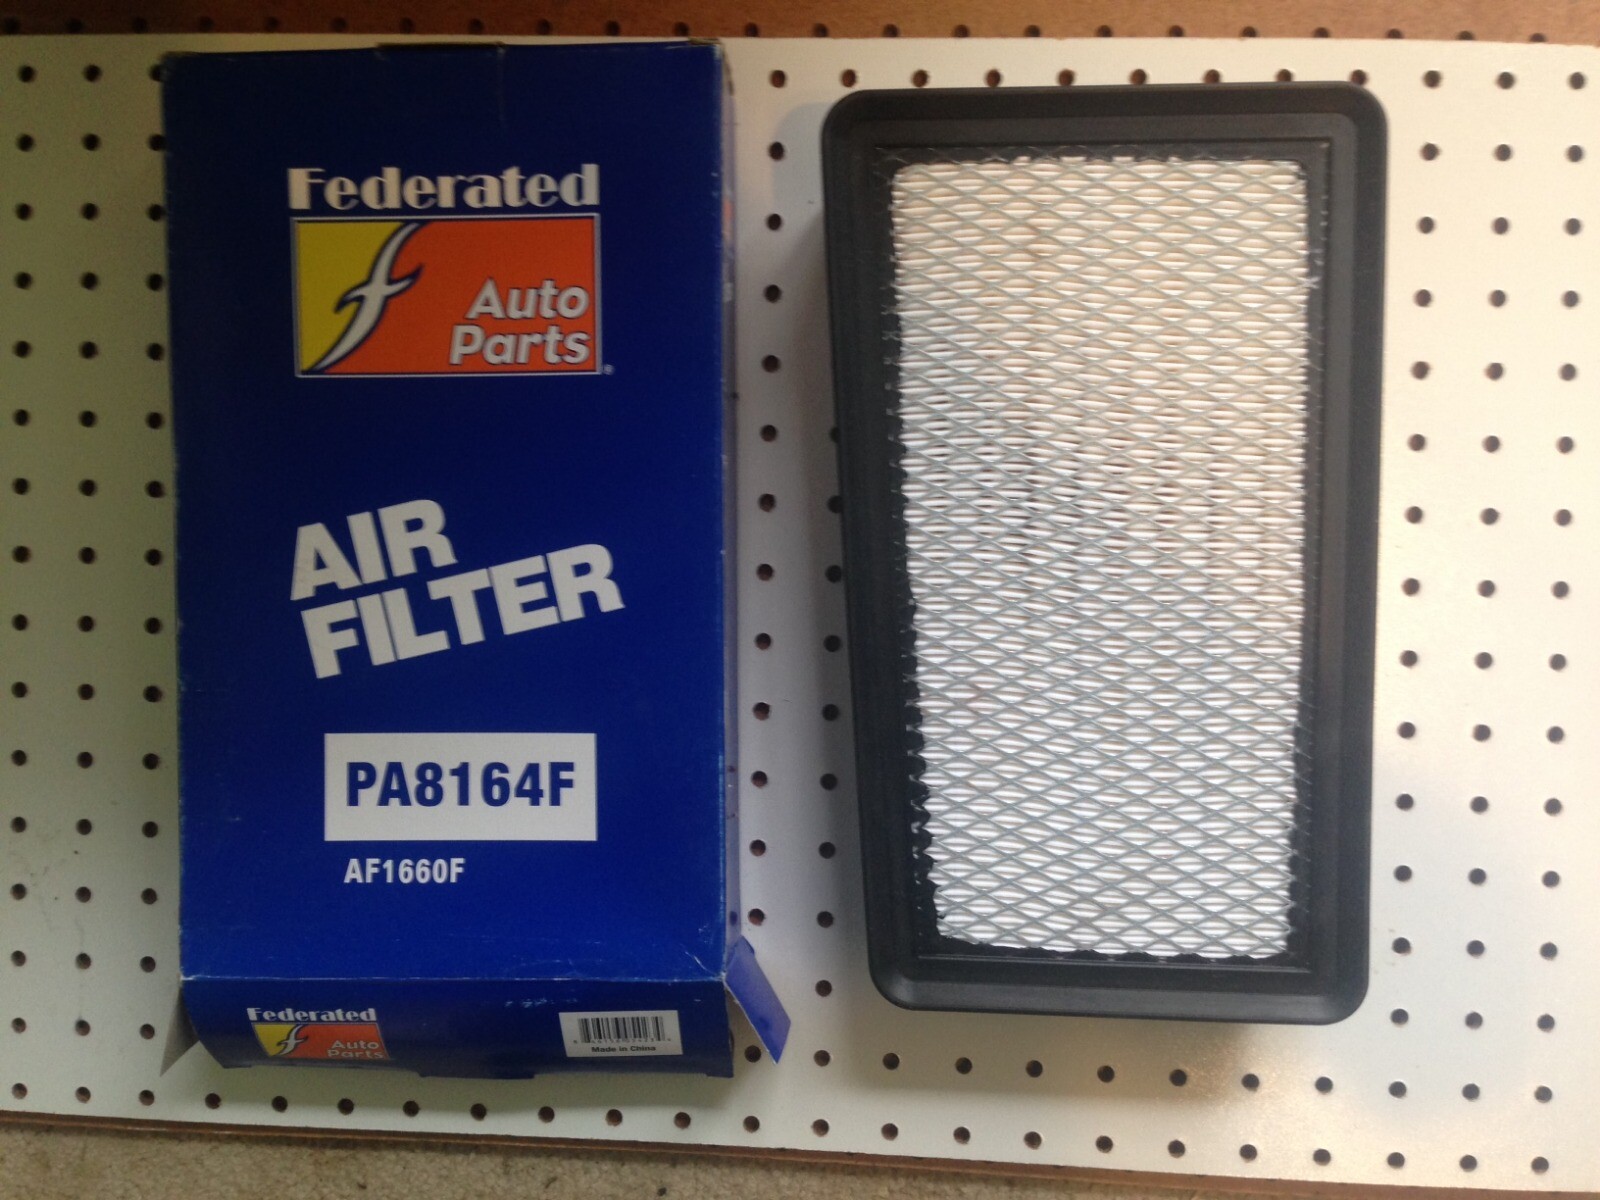 Federated
f Auto
Parts
AIR
FILTER
PA8164F
AF1660F
Federated
f Auto
Parts
Made in China